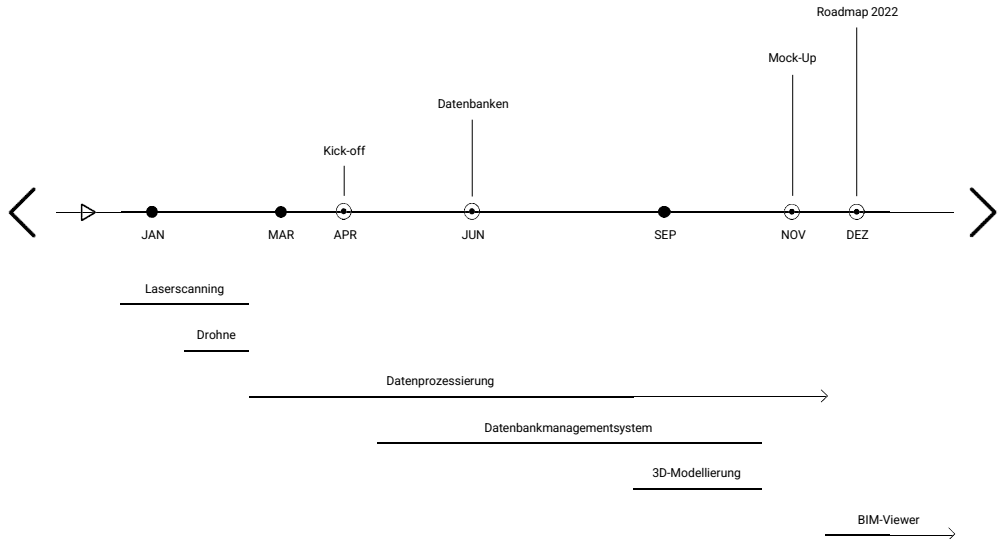 Roadmap 2022
Mock-Up
Datenbanken
Kick-off
JAN
MAR
APR
JUN
SEP
NOV
DEZ
Laserscanning
Drohne
Datenprozessierung
Datenbankmanagementsystem
3D-Modellierung
BIM-Viewer